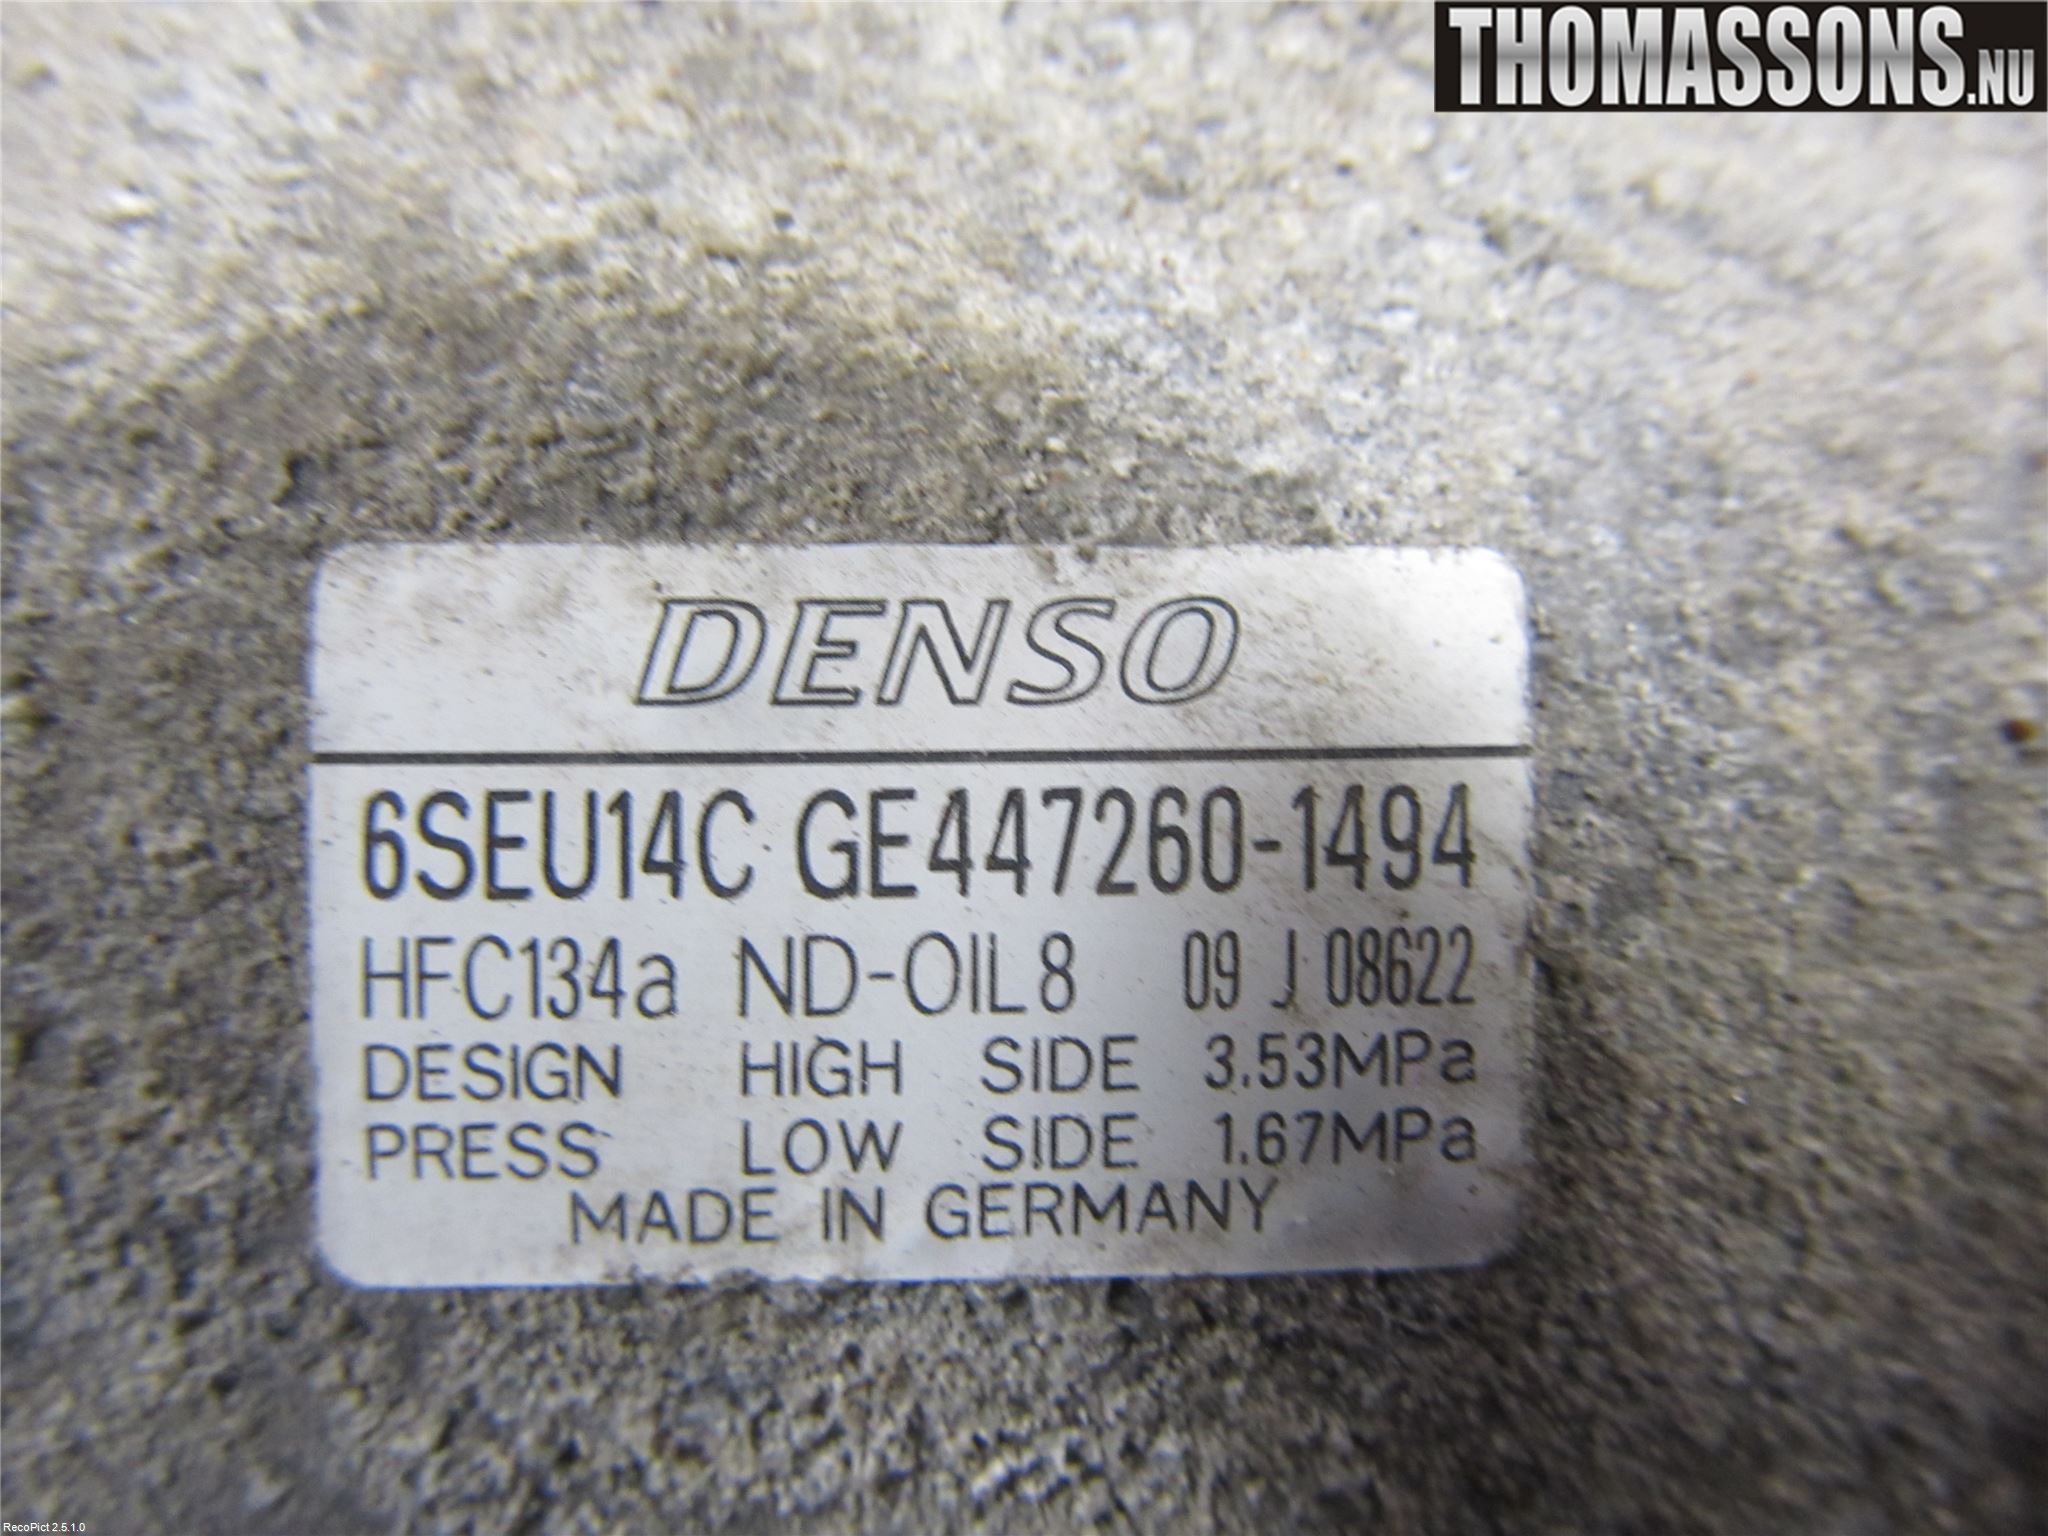 THOMASSONS.NU
DENSO
6SEU14C GE447260-1494
HFC134a ND-OIL8 09 J 08622
DESIGN HIGH SIDE 3.53MPa
PRESS LOW SIDE 1.67MPa
MADE IN GERMANY
RecoPict 2.5.1.0